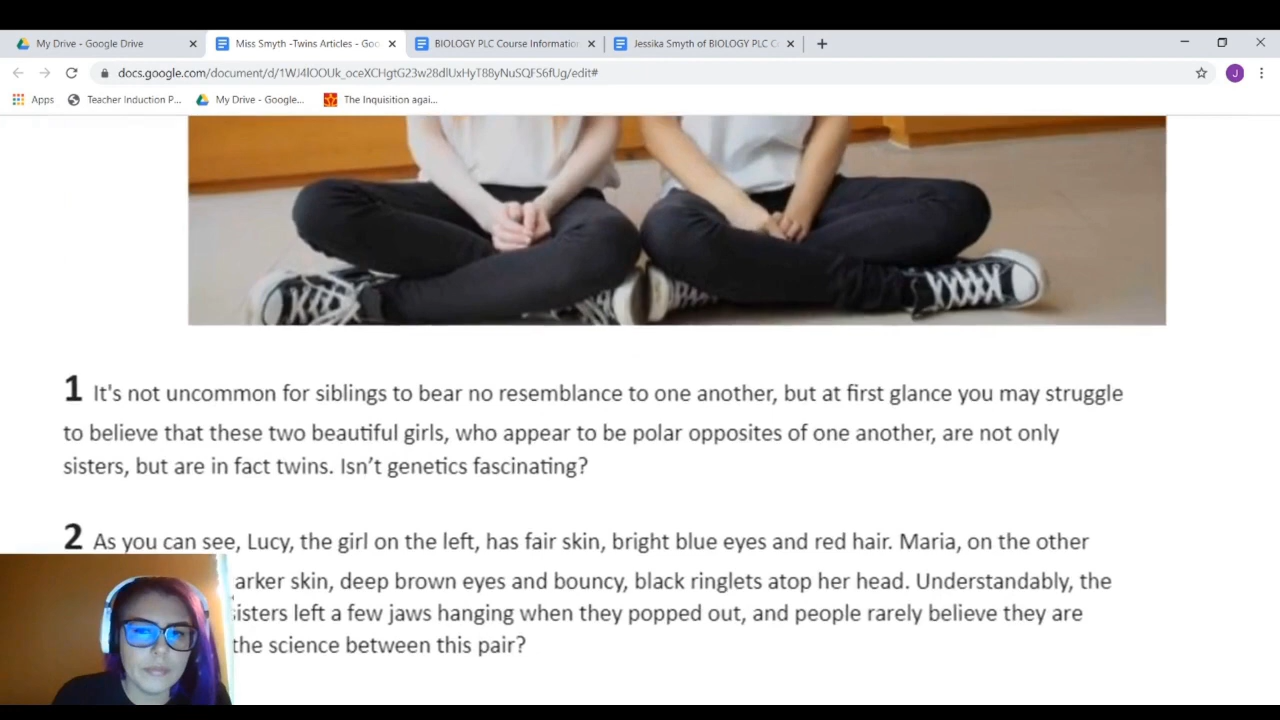 My Drive - Google Drive
Miss Smyth -Twins Articles - Goo
BIOLOGY PLC Course Information
Jessika Smyth of BIOLOGY PLC C
docs.google.com/document/d/1WJ4lOOUk_oceXCHgtG23w28dlUxHyT88yNuSQFS6fUg/edit#
J
Apps
Teacher Induction P...
My Drive - Google...
The Inquisition agai...
1 It's not uncommon for siblings to bear no resemblance to one another, but at first glance you may struggle
to believe that these two beautiful girls, who appear to be polar opposites of one another, are not only
sisters, but are in fact twins. Isn't genetics fascinating?
2 As you can see, Lucy, the girl on the left, has fair skin, bright blue eyes and red hair. Maria, on the other
arker skin, deep brown eyes and bouncy, black ringlets atop her head. Understandably, the
sisters left a few jaws hanging when they popped out, and people rarely believe they are
the science between this pair?